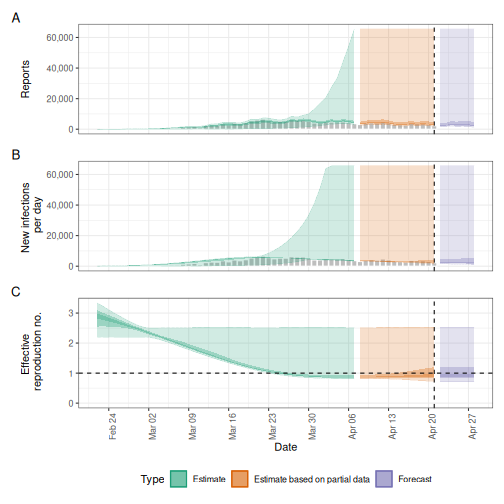 A
60,000
40,000
20,000
0
Reports
B
60,000
40,000
20,000
0
New infections
per day
C
3
2
1
0
Effective
reproduction no.
Feb 24
Mar 02
Mar 09
Mar 16
Mar 23
Mar 30
Apr 06
Apr 13
Apr 20
Apr 27
Date
Type Estimate Estimate based on partial data Forecast